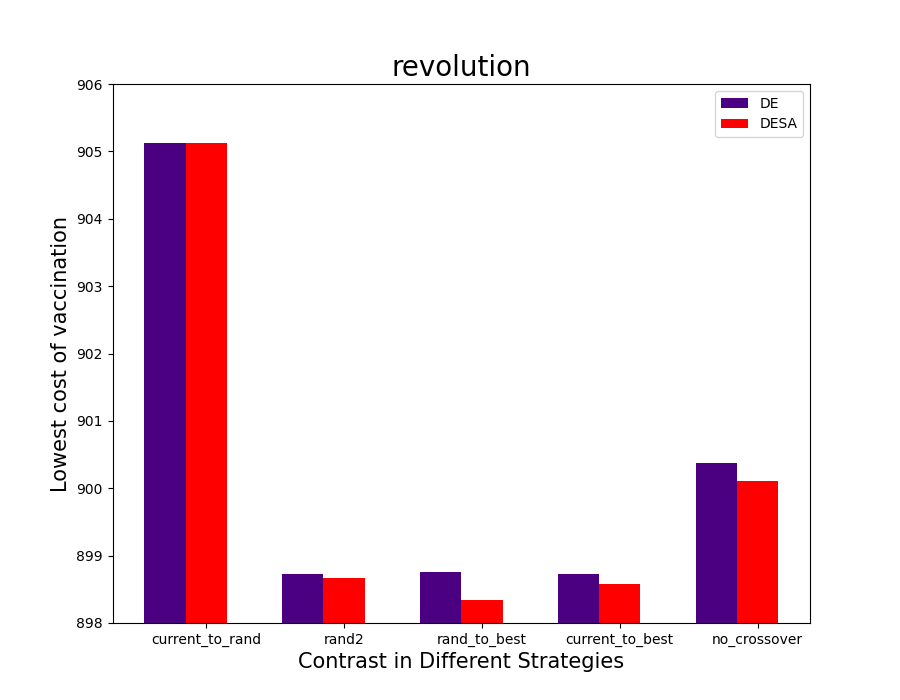 revolution
DE
DESA
Lowest cost of vaccination
906
905
904
903
902
901
900
899
898
current_to_rand
rand2
rand_to_best
current_to_best
no_crossover
Contrast in Different Strategies